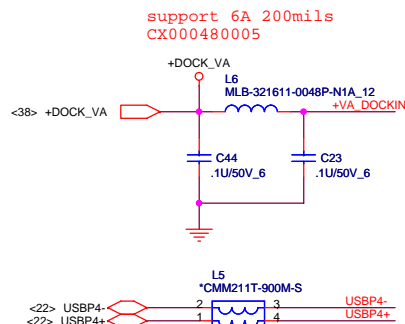 support 6A 200mils
CX000480005
+DOCK_VA
L6
MLB-321611-0048P-N1A_12
<38> +DOCK_VA
+VA_DOCKIN
C44
.1U/50V_6
C23
.1U/50V_6
L5
*CMM211T-900M-S
<22> USBP4- 2 3 USBP4-
<22> USBP4+ 1 4 USBP4+